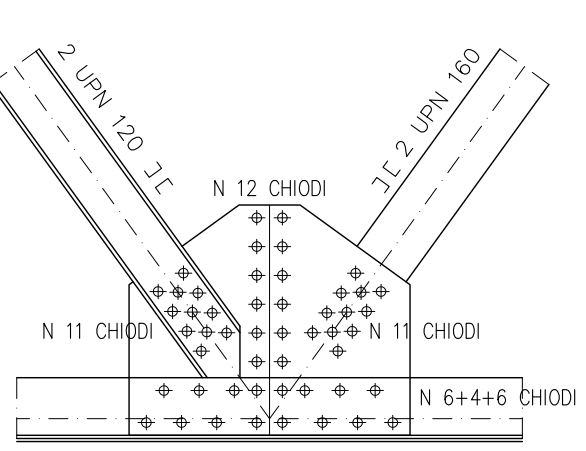 2 UPN 120 ][
][ 2 UPN 160
N 12 CHIODI
N 11 CHIODI
N 11 CHIODI
N 6+4+6 CHIODI